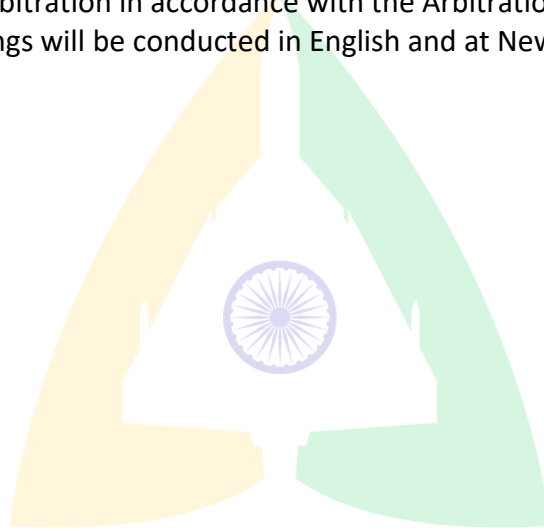 bitration in accordance with the Arbitratio
ngs will be conducted in English and at New